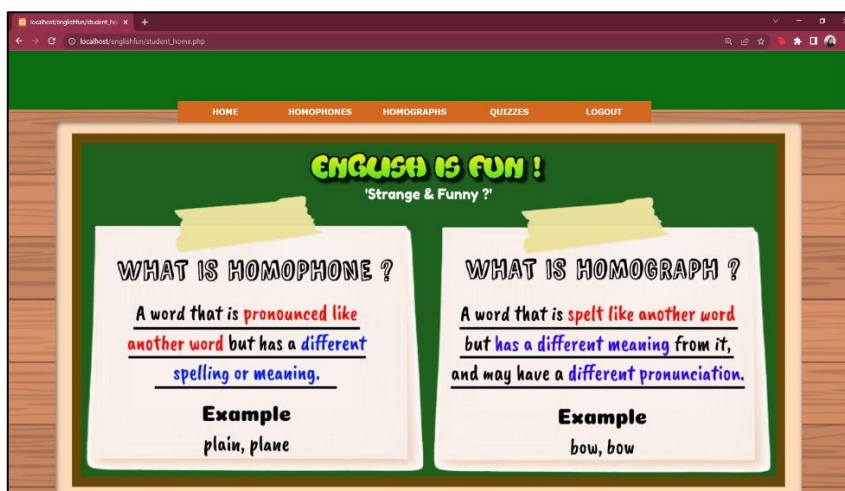 localhost/englishfun/student_ho
localhost/englishfun/student_home.php
HOME HOMOPHONES HOMOGRAPHS QUIZZES LOGOUT
ENGLISH IS FUN !
'Strange & Funny ?'
WHAT IS HOMOPHONE ?
A word that is pronounced like
another word but has a different
spelling or meaning.
Example
plain, plane
WHAT IS HOMOGRAPH ?
A word that is spelt like another word
but has a different meaning from it,
and may have a different pronunciation.
Example
bow, bow